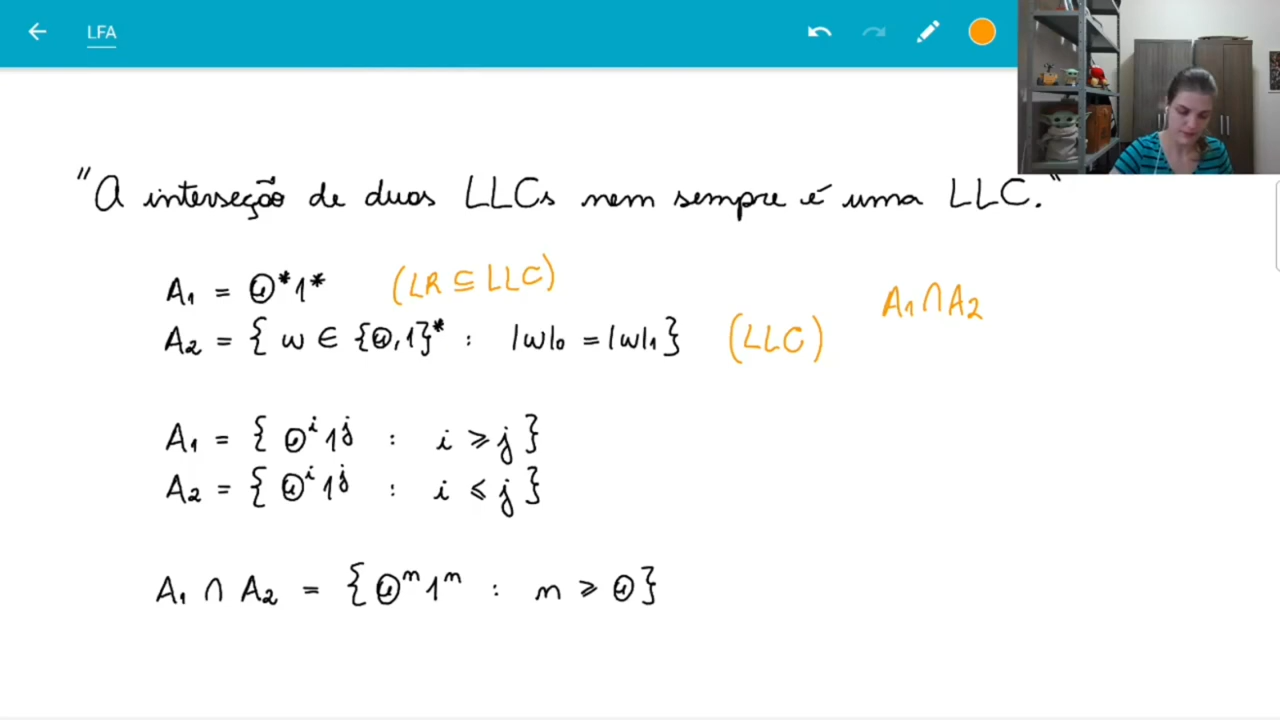 LFA
"A interseção de duas LLCs nem sempre é uma LLC."
A₁ = 0*1* (LR ⊆ LLC)
A₁ ∩ A₂
A₂ = { w ∈ {0,1}* : |w|₀ = |w|₁ } (LLC)
A₁ = { 0ⁱ1ʲ : i ⩾ j }
A₂ = { 0ⁱ1ʲ : i ⩽ j }
A₁ ∩ A₂ = { 0ⁿ1ⁿ : n ⩾ 0 }